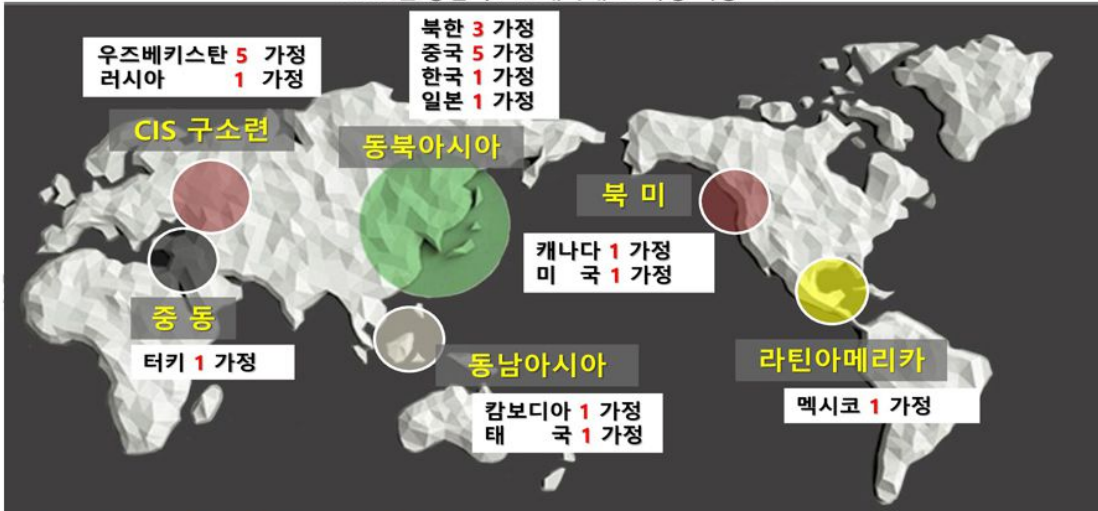 우즈베키스탄 5 가정
러시아 1 가정
CIS 구소련
북한 3 가정
중국 5 가정
한국 1 가정
일본 1 가정
동북아시아
북 미
캐나다 1 가정
미 국 1 가정
중 동
터키 1 가정
동남아시아
캄보디아 1 가정
태 국 1 가정
라틴아메리카
멕시코 1 가정